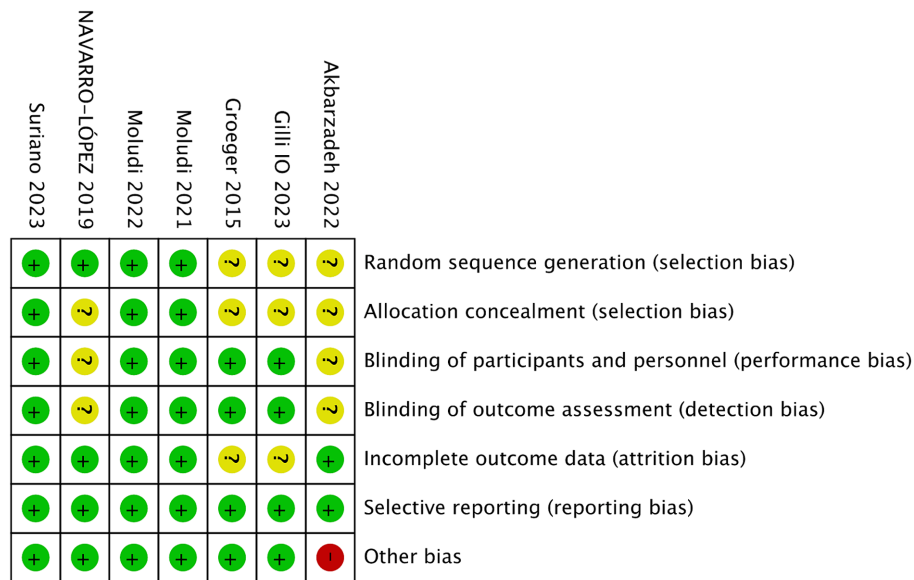 Suriano 2023
NAVARRO-LÓPEZ 2019
Moludi 2022
Moludi 2021
Groeger 2015
Gilli IO 2023
Akbarzadeh 2022
+ + + + ? ? ? Random sequence generation (selection bias)
+ ? + + ? ? ? Allocation concealment (selection bias)
+ ? + + + + ? Blinding of participants and personnel (performance bias)
+ ? + + + + ? Blinding of outcome assessment (detection bias)
+ + + + ? ? + Incomplete outcome data (attrition bias)
+ + + + + + + Selective reporting (reporting bias)
+ + + + + + - Other bias